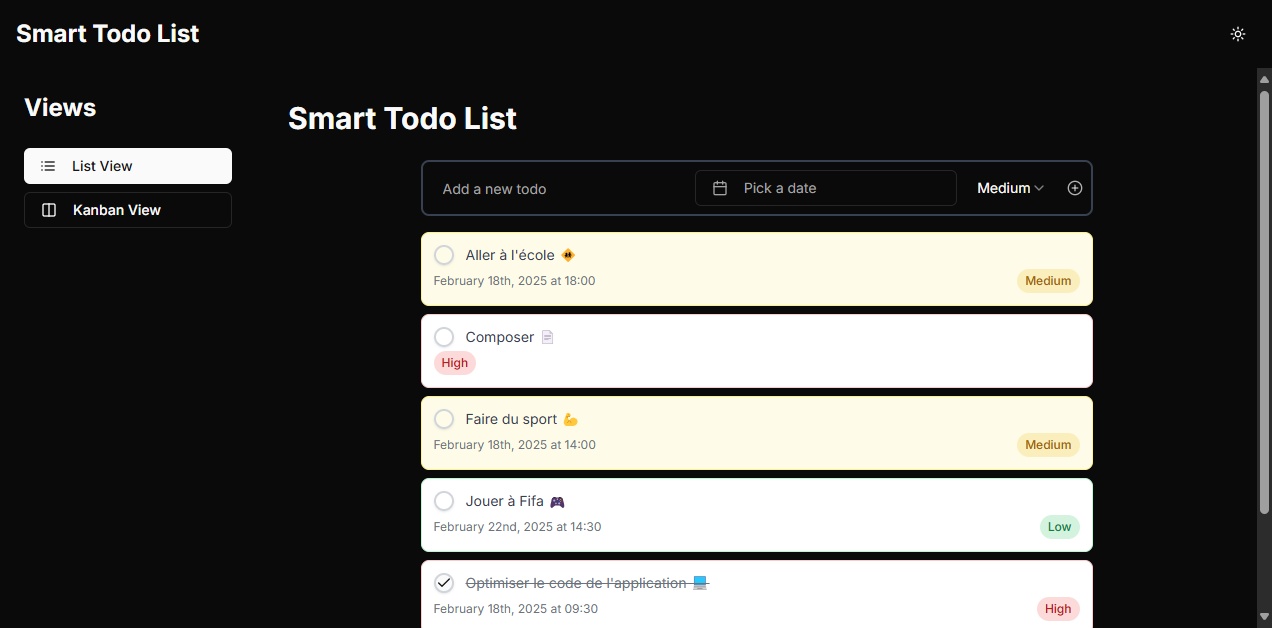 Smart Todo List
Views
List View
Kanban View
Smart Todo List
Add a new todo
Pick a date
Medium
Aller à l'école 🚸
February 18th, 2025 at 18:00
Medium
Composer 📄
High
Faire du sport 💪
February 18th, 2025 at 14:00
Medium
Jouer à Fifa 🎮
February 22nd, 2025 at 14:30
Low
Optimiser le code de l'application 💻
February 18th, 2025 at 09:30
High